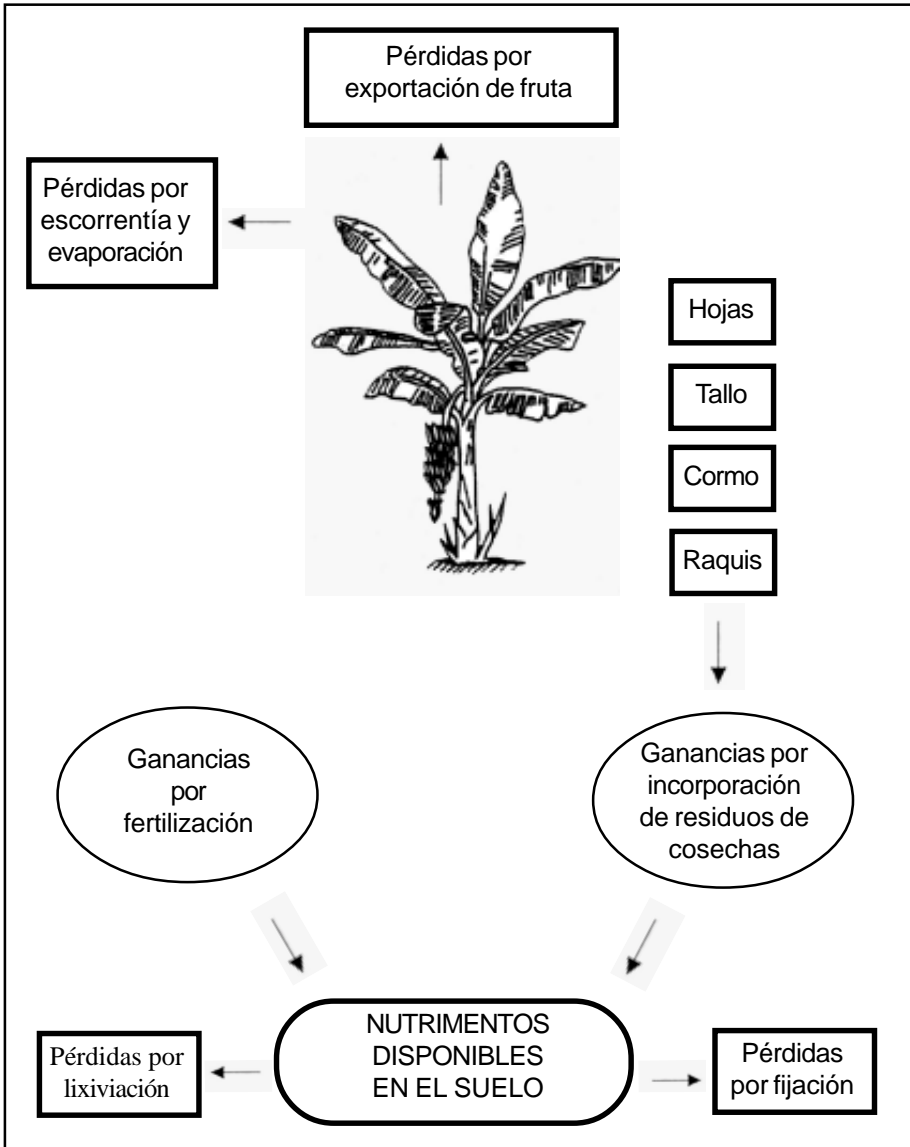 Pérdidas por
exportación de fruta
Pérdidas por
escorrentía y
evaporación
Hojas
Tallo
Cormo
Raquis
Ganancias
por
fertilización
Ganancias por
incorporación
de residuos de
cosechas
NUTRIMENTOS
DISPONIBLES
EN EL SUELO
Pérdidas por
lixiviación
Pérdidas
por fijación